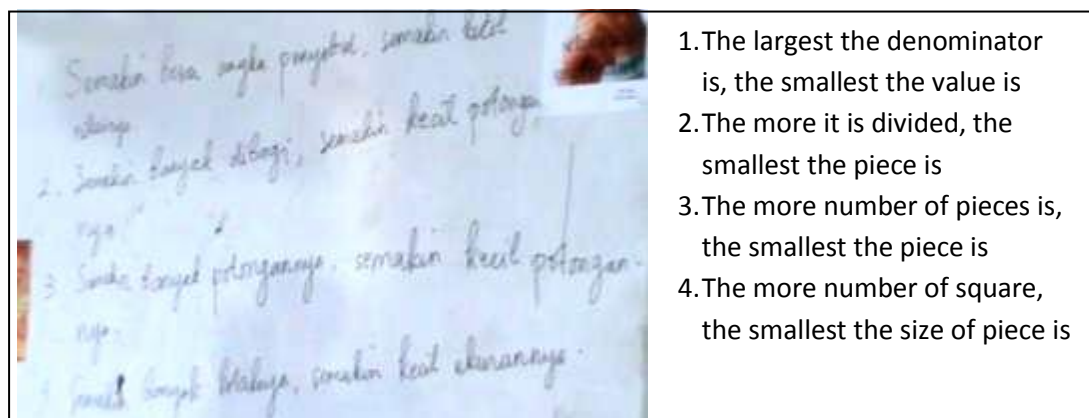 Semakin besar angka penyebut, semakin kecil
nilainya
2. Semakin banyak dibagi, semakin kecil potongan
nya
3. Semakin banyak potongannya, semakin kecil potongan-
nya.
Semakin banyak kotaknya, semakin kecil ukurannya.
1.The largest the denominator
is, the smallest the value is
2.The more it is divided, the
smallest the piece is
3.The more number of pieces is,
the smallest the piece is
4.The more number of square,
the smallest the size of piece is